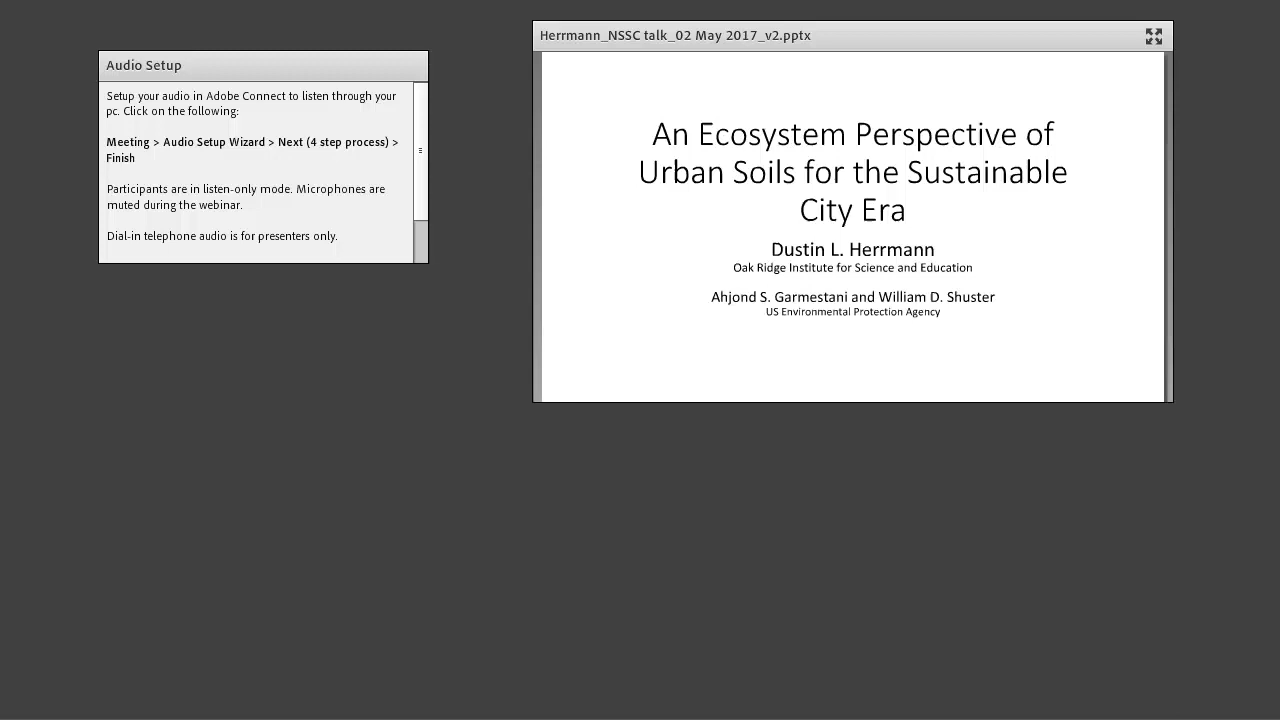 Audio Setup
Setup your audio in Adobe Connect to listen through your
pc. Click on the following:
Meeting > Audio Setup Wizard > Next (4 step process) >
Finish
Participants are in listen-only mode. Microphones are
muted during the webinar.
Dial-in telephone audio is for presenters only.
Herrmann_NSSC talk_02 May 2017_v2.pptx
An Ecosystem Perspective of
Urban Soils for the Sustainable
City Era
Dustin L. Herrmann
Oak Ridge Institute for Science and Education
Ahjond S. Garmestani and William D. Shuster
US Environmental Protection Agency